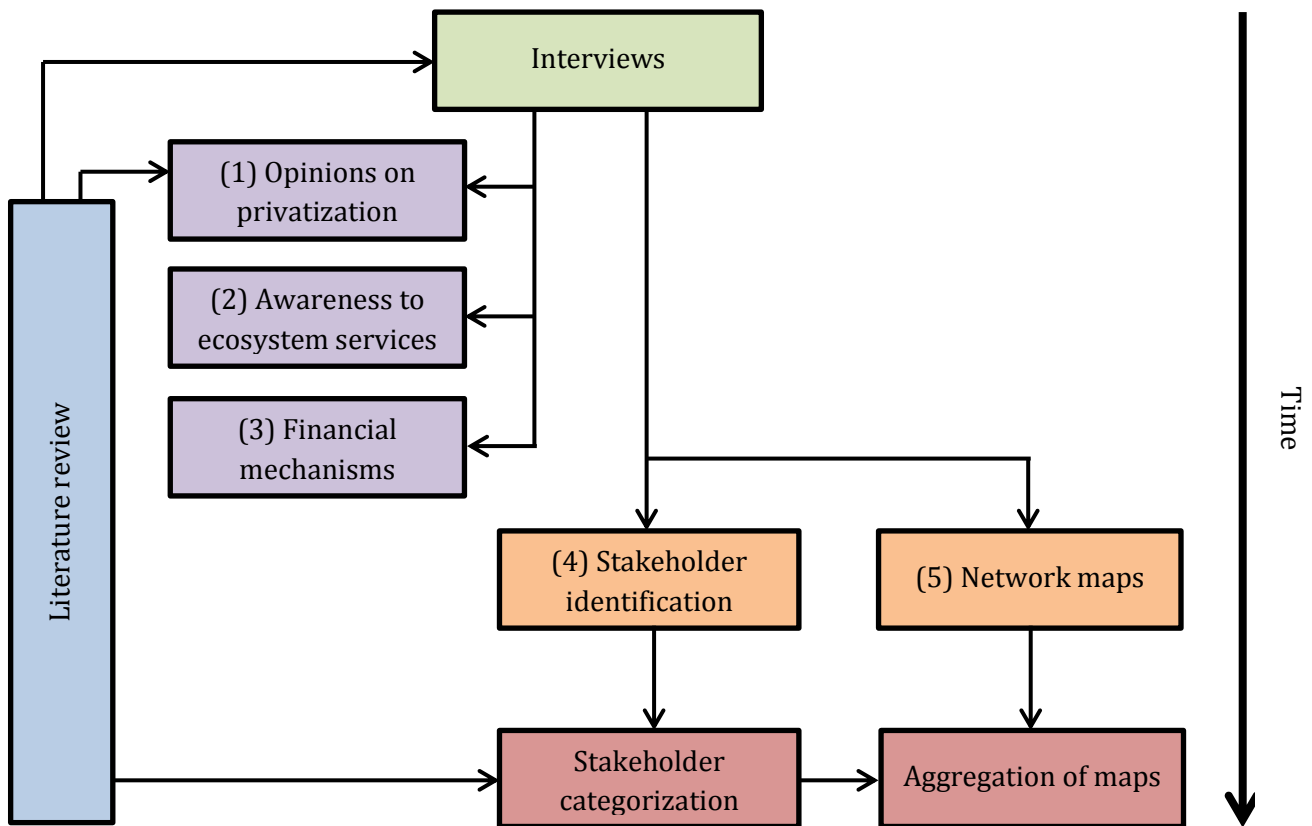 Interviews
(1) Opinions on
privatization
(2) Awareness to
ecosystem services
(3) Financial
mechanisms
Literature review
Time
(4) Stakeholder
identification
(5) Network maps
Stakeholder
categorization
Aggregation of maps